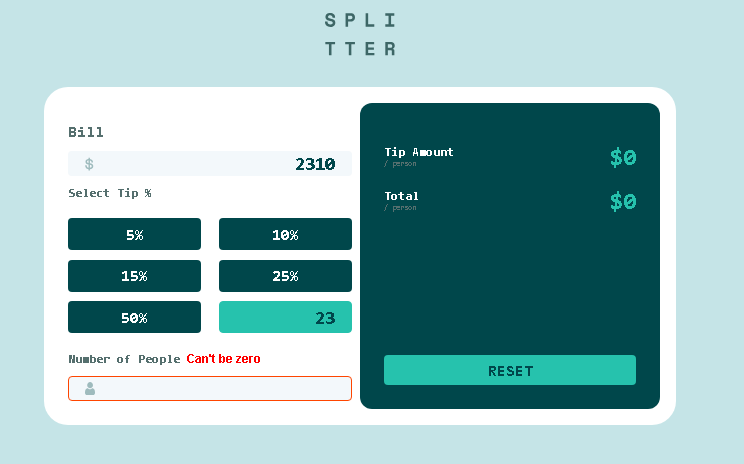 SPLI
TTER
Bill
$ 2310
Select Tip %
5% 10%
15% 25%
50% 23
Number of People Can't be zero
Tip Amount $0
/ person
Total $0
/ person
RESET